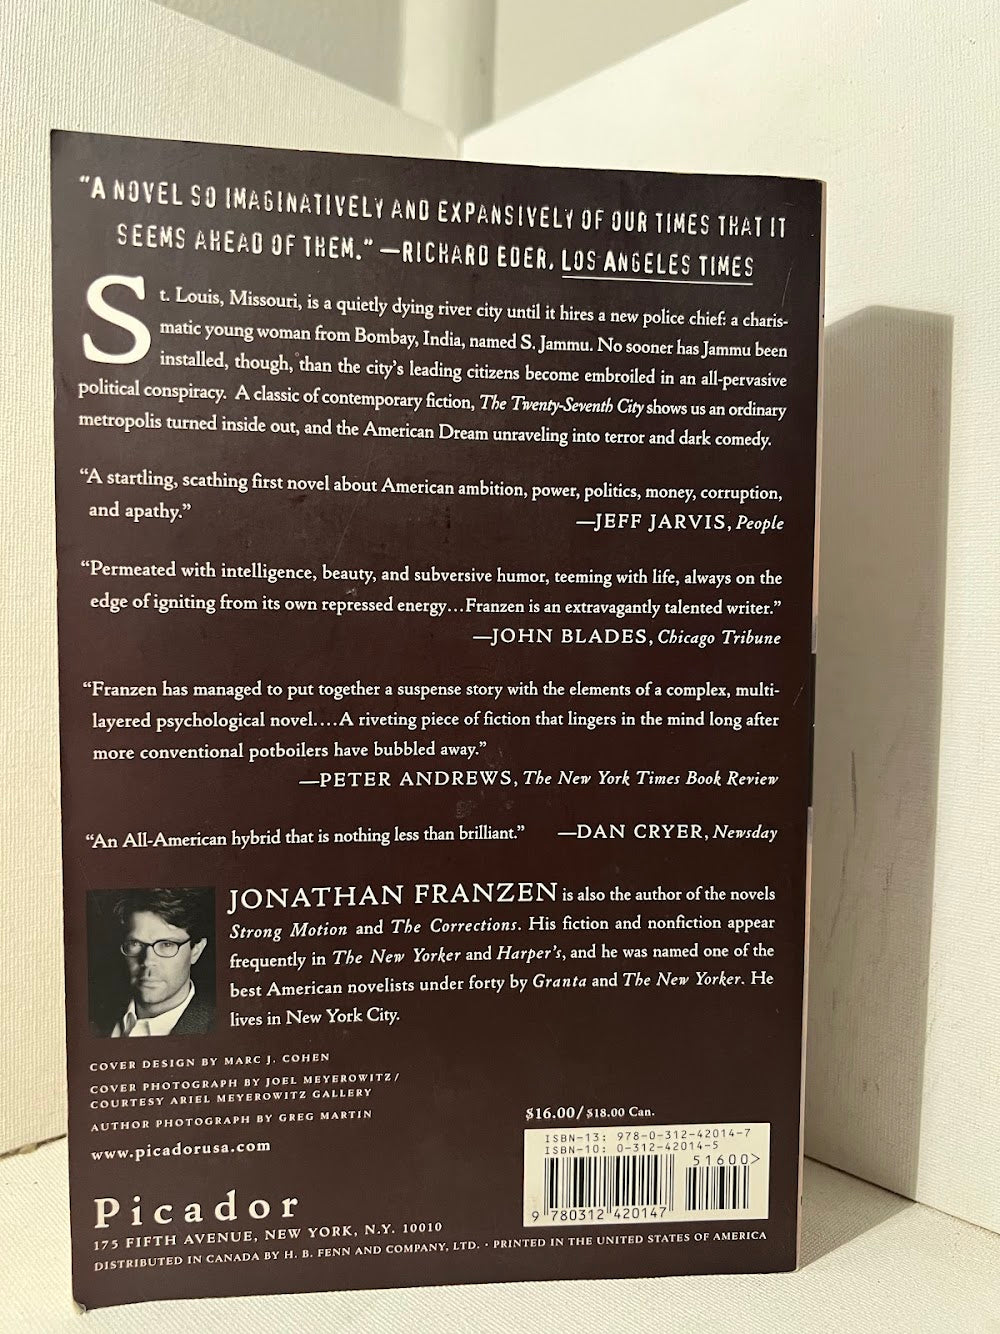 "A NOVEL SO IMAGINATIVELY AND EXPANSIVELY OF OUR TIMES THAT IT
SEEMS AHEAD OF THEM." —RICHARD EDER, LOS ANGELES TIMES
St. Louis, Missouri, is a quietly dying river city until it hires a new police chief: a charis-
matic young woman from Bombay, India, named S. Jammu. No sooner has Jammu been
installed, though, than the city's leading citizens become embroiled in an all-pervasive
political conspiracy. A classic of contemporary fiction, The Twenty-Seventh City shows us an ordinary
metropolis turned inside out, and the American Dream unraveling into terror and dark comedy.
"A startling, scathing first novel about American ambition, power, politics, money, corruption,
and apathy." —JEFF JARVIS, People
"Permeated with intelligence, beauty, and subversive humor, teeming with life, always on the
edge of igniting from its own repressed energy...Franzen is an extravagantly talented writer."
—JOHN BLADES, Chicago Tribune
"Franzen has managed to put together a suspense story with the elements of a complex, multi-
layered psychological novel....A riveting piece of fiction that lingers in the mind long after
more conventional potboilers have bubbled away."
—PETER ANDREWS, The New York Times Book Review
"An All-American hybrid that is nothing less than brilliant." —DAN CRYER, Newsday
JONATHAN FRANZEN is also the author of the novels
Strong Motion and The Corrections. His fiction and nonfiction appear
frequently in The New Yorker and Harper's, and he was named one of the
best American novelists under forty by Granta and The New Yorker. He
lives in New York City.
COVER DESIGN BY MARC J. COHEN
COVER PHOTOGRAPH BY JOEL MEYEROWITZ/
COURTESY ARIEL MEYEROWITZ GALLERY
AUTHOR PHOTOGRAPH BY GREG MARTIN
www.picadorusa.com
$16.00/$18.00 Can.
ISBN-13: 978-0-312-42014-7
ISBN-10: 0-312-42014-5
51600>
9 780312 420147
Picador
175 FIFTH AVENUE, NEW YORK, N.Y. 10010
DISTRIBUTED IN CANADA BY H. B. FENN AND COMPANY, LTD. · PRINTED IN THE UNITED STATES OF AMERICA